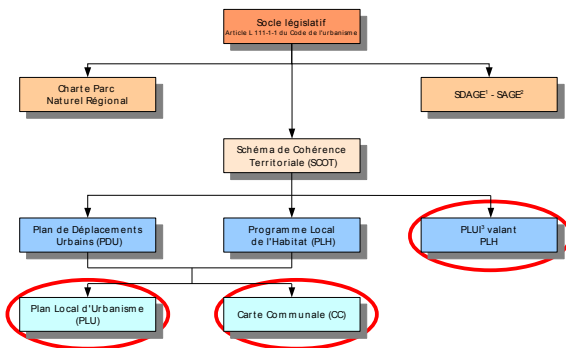 Socle législatif
Article L 111-1-1 du Code de l'urbanisme
Charte Parc
Naturel Régional
SDAGE¹ - SAGE²
Schéma de Cohérence
Territoriale (SCOT)
Plan de Déplacements
Urbains (PDU)
Programme Local
de l'Habitat (PLH)
PLUI³ valant
PLH
Plan Local d'Urbanisme
(PLU)
Carte Communale (CC)